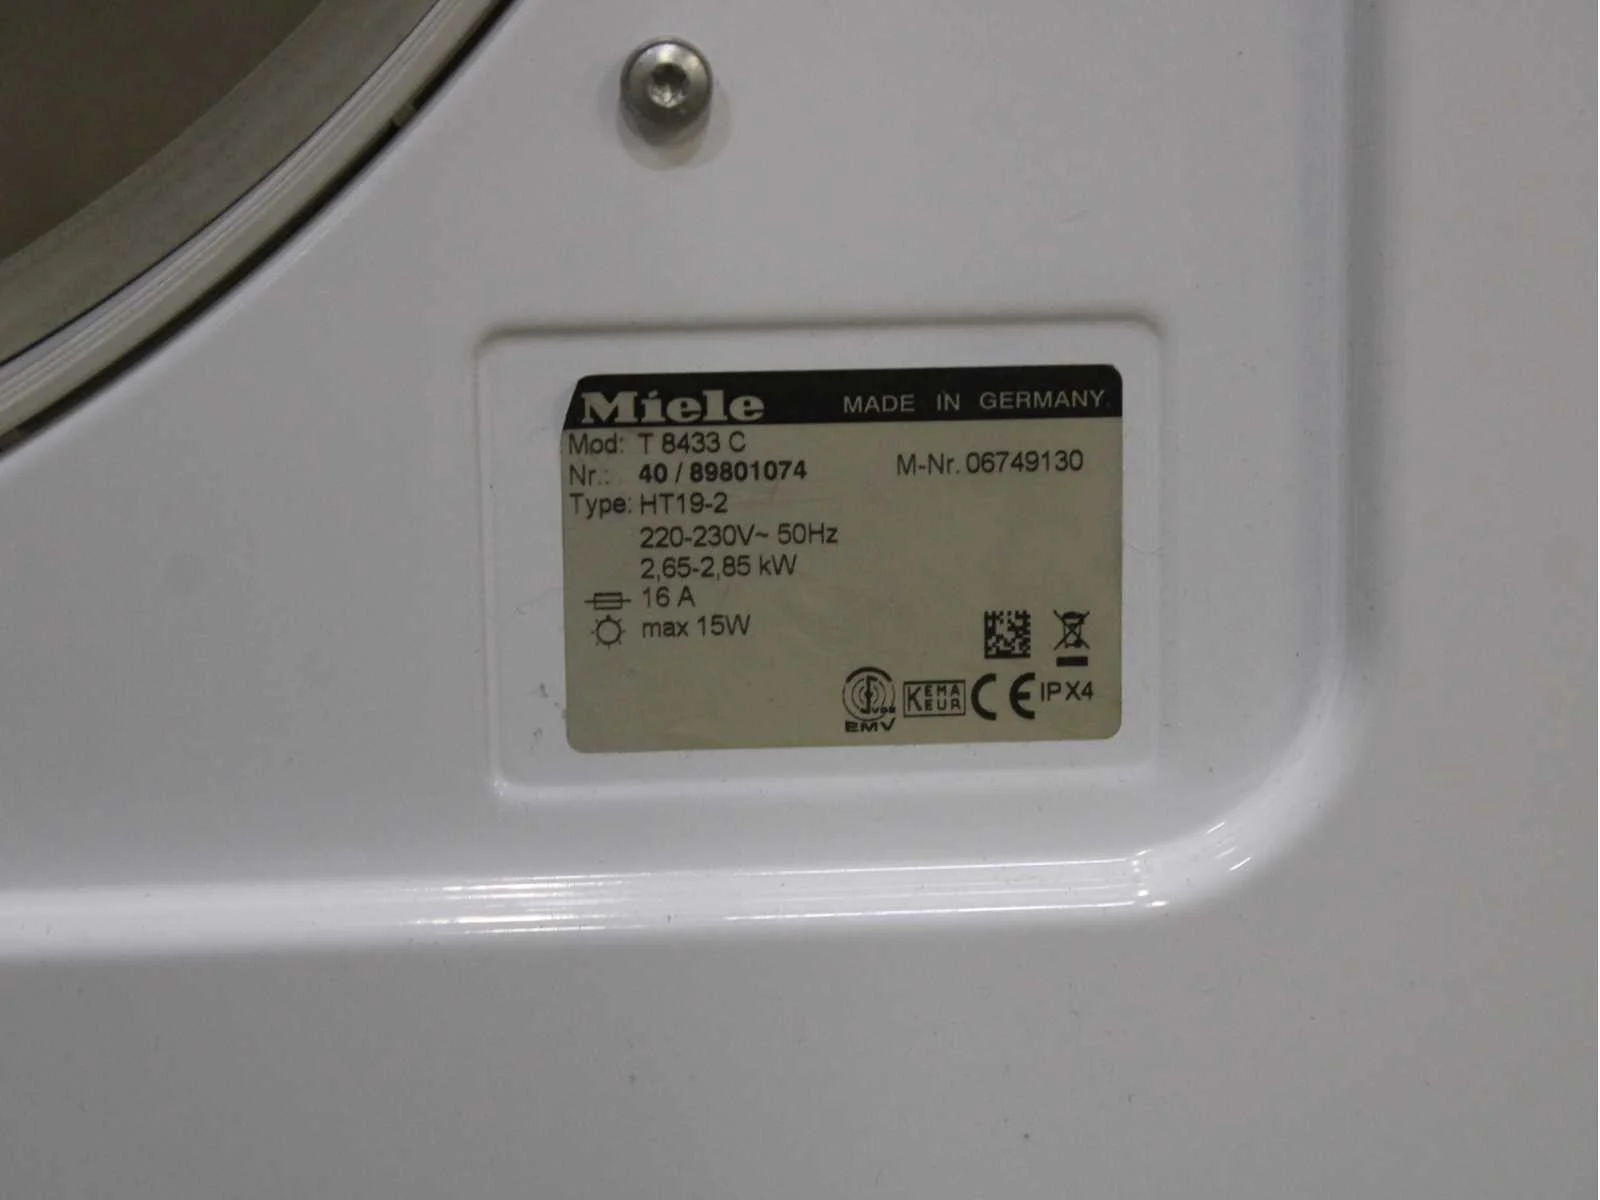 Miele MADE IN GERMANY
Mod: T 8433 C
Nr.: 40 / 89801074 M-Nr. 06749130
Type: HT19-2
220-230V~ 50Hz
2,65-2,85 kW
16 A
max 15W
VDE
EMV
KEMA
KEUR
CE IPX4